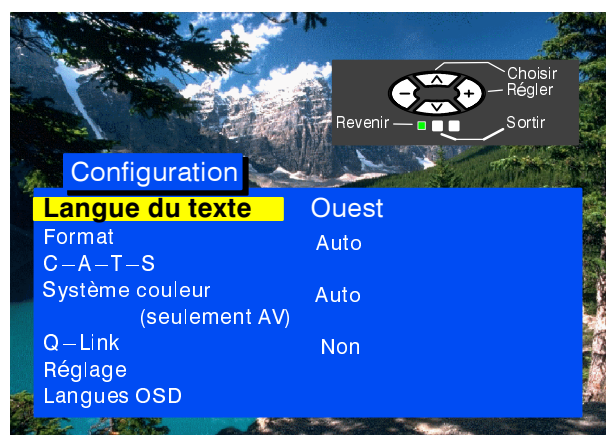 Choisir
Régler
Revenir
Sortir
Configuration
Langue du texte Ouest
Format Auto
C–A–T–S
Système couleur Auto
(seulement AV)
Q–Link Non
Réglage
Langues OSD